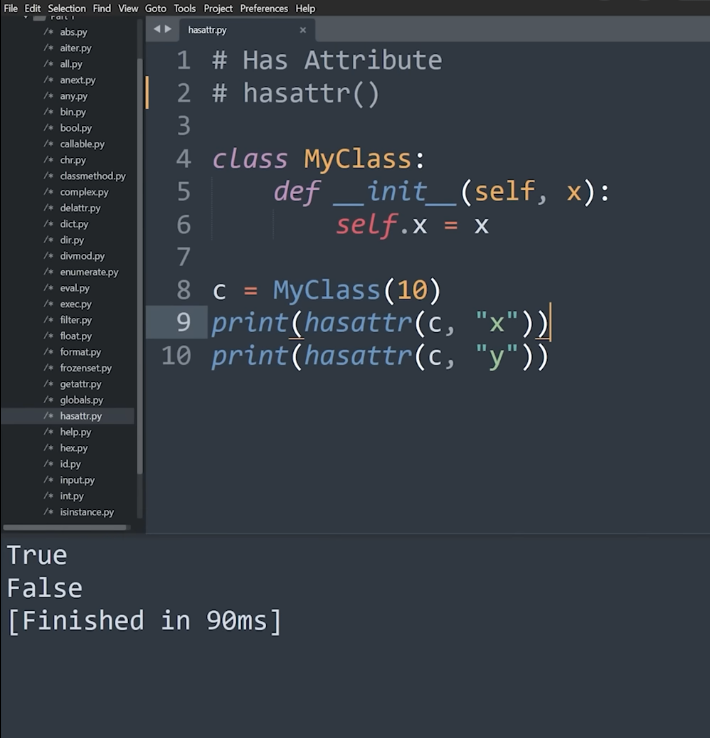 File Edit Selection Find View Goto Tools Project Preferences Help
Part 1
/* abs.py
/* aiter.py
/* all.py
/* anext.py
/* any.py
/* bin.py
/* bool.py
/* callable.py
/* chr.py
/* classmethod.py
/* complex.py
/* delattr.py
/* dict.py
/* dir.py
/* divmod.py
/* enumerate.py
/* eval.py
/* exec.py
/* filter.py
/* float.py
/* format.py
/* frozenset.py
/* getattr.py
/* globals.py
/* hasattr.py
/* help.py
/* hex.py
/* id.py
/* input.py
/* int.py
/* isinstance.py
hasattr.py ×
1 # Has Attribute
2 # hasattr()
3
4 class MyClass:
5     def __init__(self, x):
6         self.x = x
7
8 c = MyClass(10)
9 print(hasattr(c, "x"))
10 print(hasattr(c, "y"))
True
False
[Finished in 90ms]